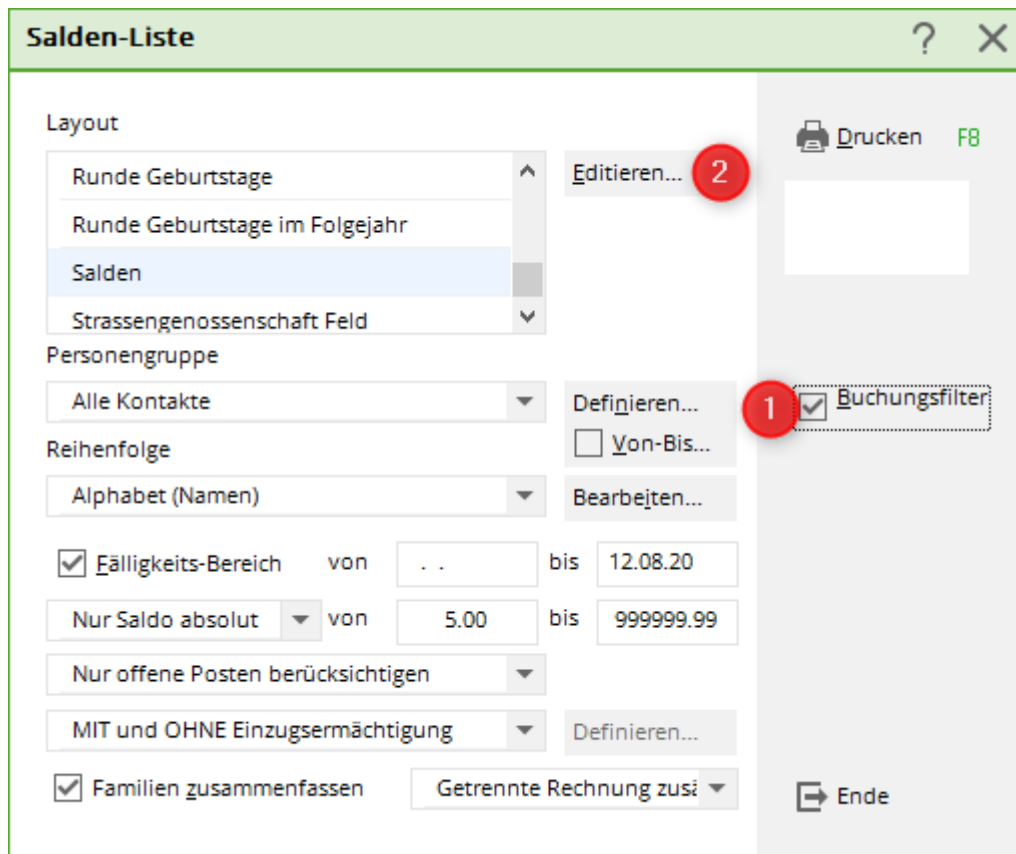 Salden-Liste
Layout
Runde Geburtstage
Runde Geburtstage im Folgejahr
Salden
Strassengenossenschaft Feld
Editieren... 2
Drucken F8
Personengruppe
Alle Kontakte
Definieren...
1 Buchungsfilter
Von-Bis...
Reihenfolge
Alphabet (Namen)
Bearbeiten...
Fälligkeits-Bereich von . . bis 12.08.20
Nur Saldo absolut von 5.00 bis 999999.99
Nur offene Posten berücksichtigen
MIT und OHNE Einzugsermächtigung Definieren...
Familien zusammenfassen Getrennte Rechnung zusä
Ende